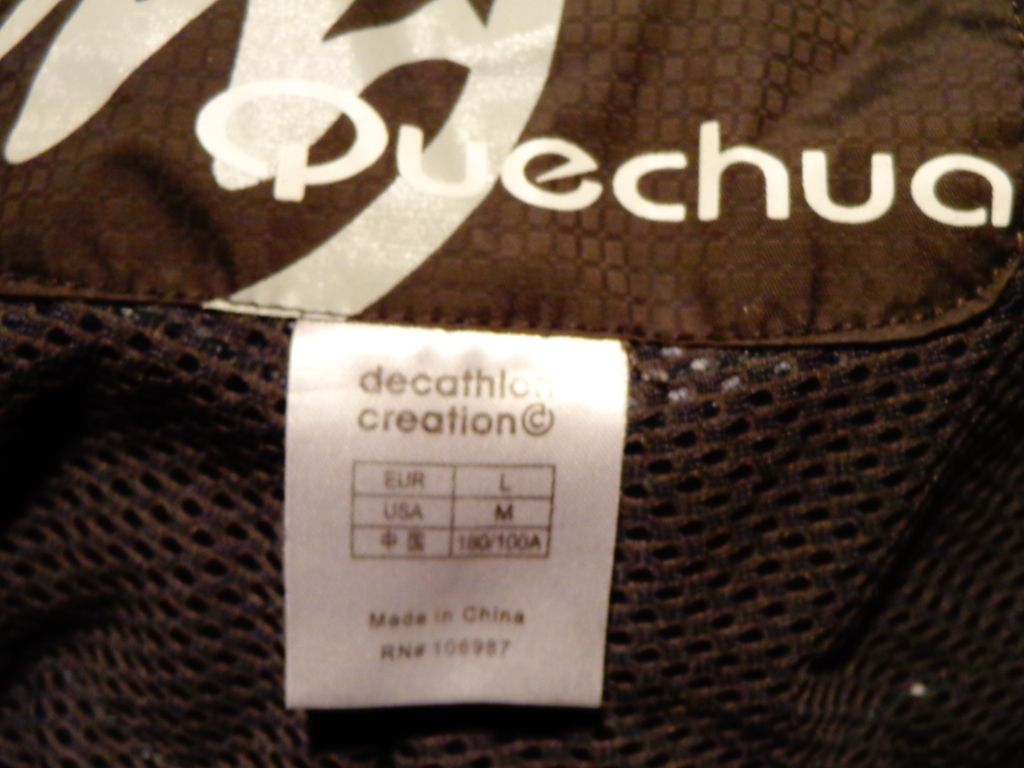 Quechua
decathlon
creation©
EUR L
USA M
中国 180/100A
Made in China
RN# 106987